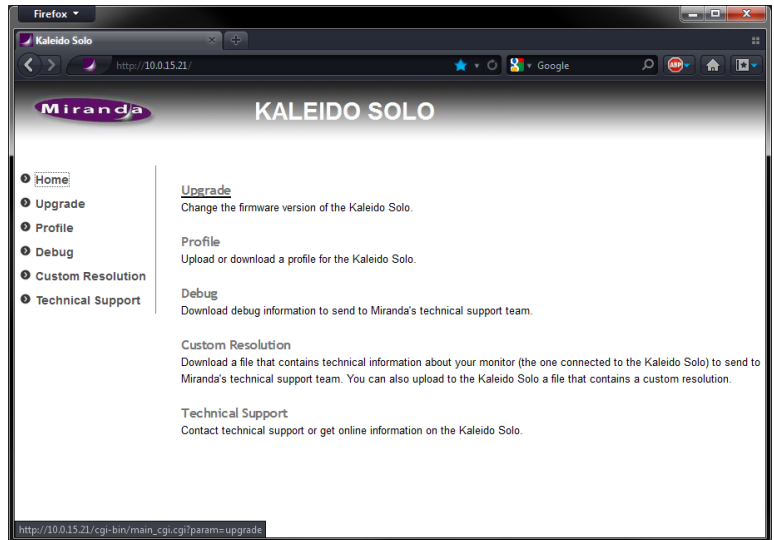 Firefox
Kaleido Solo
http://10.0.15.21/
Google
ABP
Miranda
KALEIDO SOLO
Home
Upgrade
Profile
Debug
Custom Resolution
Technical Support
Upgrade
Change the firmware version of the Kaleido Solo.
Profile
Upload or download a profile for the Kaleido Solo.
Debug
Download debug information to send to Miranda's technical support team.
Custom Resolution
Download a file that contains technical information about your monitor (the one connected to the Kaleido Solo) to send to
Miranda's technical support team. You can also upload to the Kaleido Solo a file that contains a custom resolution.
Technical Support
Contact technical support or get online information on the Kaleido Solo.
http://10.0.15.21/cgi-bin/main_cgi.cgi?param=upgrade